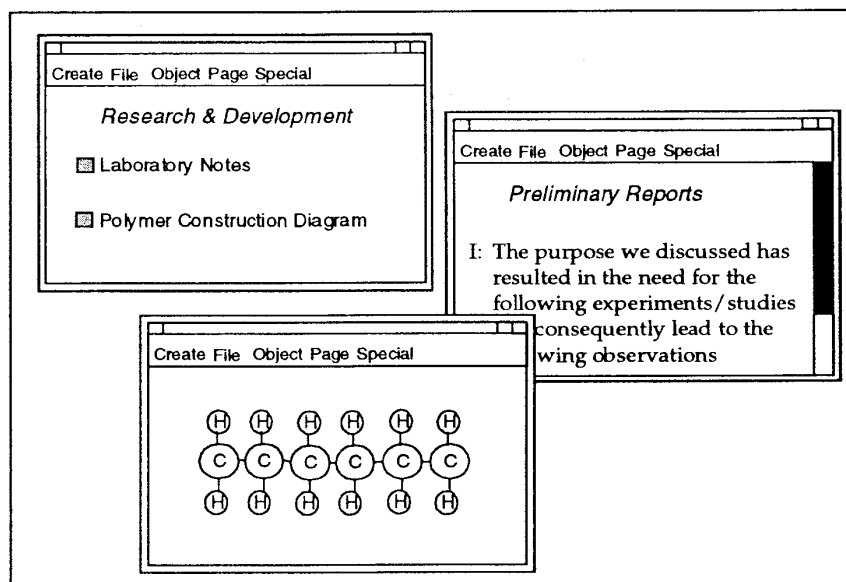 Create File Object Page Special
Research & Development
Laboratory Notes
Polymer Construction Diagram
Create File Object Page Special
Preliminary Reports
I: The purpose we discussed has
resulted in the need for the
following experiments/studies
consequently lead to the
wing observations
Create File Object Page Special
H H H H H H
C C C C C C
H H H H H H